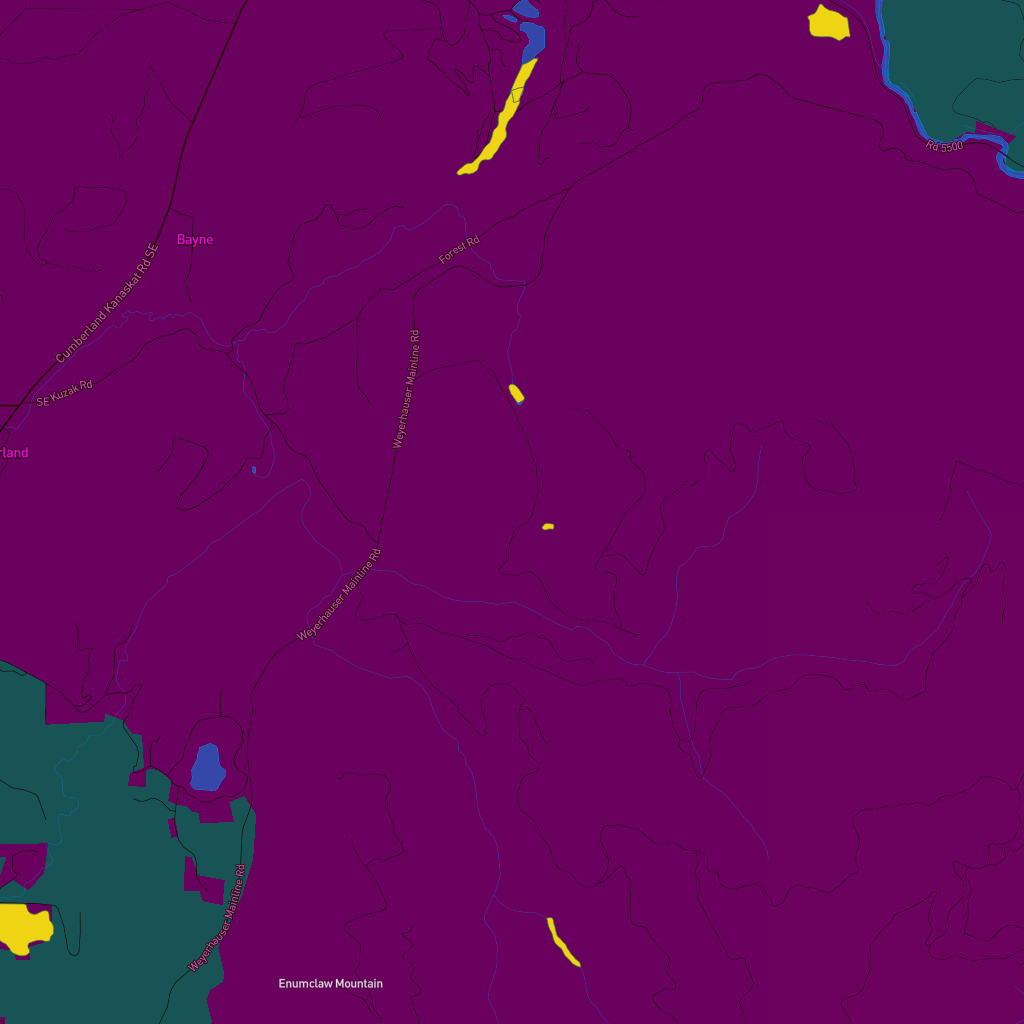 Rd 5500
Bayne
Forest Rd
Cumberland Kanaskat Rd SE
Weyerhauser Mainline Rd
SE Kuzak Rd
rland
Weyerhauser Mainline Rd
Weyerhauser Mainline Rd
Enumclaw Mountain